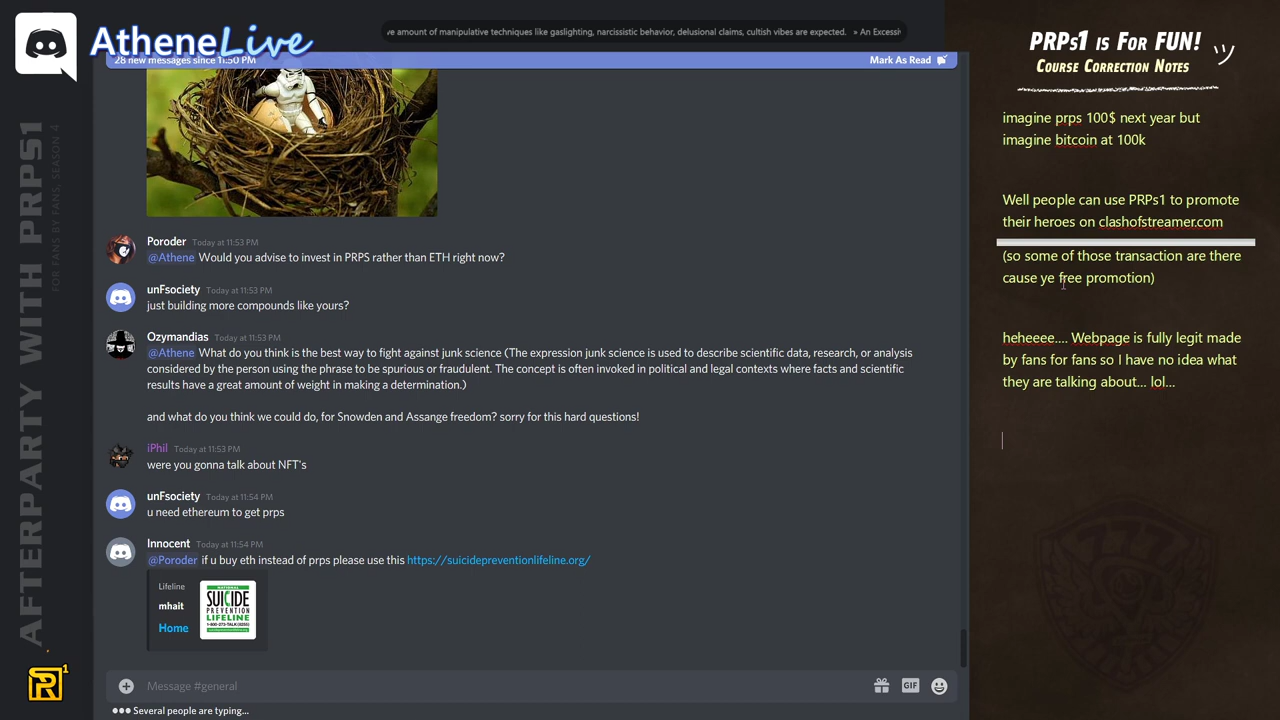 AtheneLive
ve amount of manipulative techniques like gaslighting, narcissistic behavior, delusional claims, cultish vibes are expected. » An Excessi
28 new messages since 11:50 PM
Mark As Read
AFTERPARTY WITH PRPS1
FOR FANS BY FANS, SEASON 4
Poroder Today at 11:53 PM
@Athene Would you advise to invest in PRPS rather than ETH right now?
unFsociety Today at 11:53 PM
just building more compounds like yours?
Ozymandias Today at 11:53 PM
@Athene What do you think is the best way to fight against junk science (The expression junk science is used to describe scientific data, research, or analysis
considered by the person using the phrase to be spurious or fraudulent. The concept is often invoked in political and legal contexts where facts and scientific
results have a great amount of weight in making a determination.)
and what do you think we could do, for Snowden and Assange freedom? sorry for this hard questions!
iPhil Today at 11:53 PM
were you gonna talk about NFT's
unFsociety Today at 11:54 PM
u need ethereum to get prps
Innocent Today at 11:54 PM
@Poroder if u buy eth instead of prps please use this https://suicidepreventionlifeline.org/
Lifeline
mhait
Home
NATIONAL
SUICIDE
PREVENTION
LIFELINE
1-800-273-TALK (8255)
Message #general
GIF
Several people are typing...
R1
PRPs1 is For FUN!
Course Correction Notes
imagine prps 100$ next year but
imagine bitcoin at 100k
Well people can use PRPs1 to promote
their heroes on clashofstreamer.com
(so some of those transaction are there
cause ye free promotion)
heheeee.... Webpage is fully legit made
by fans for fans so I have no idea what
they are talking about... lol...